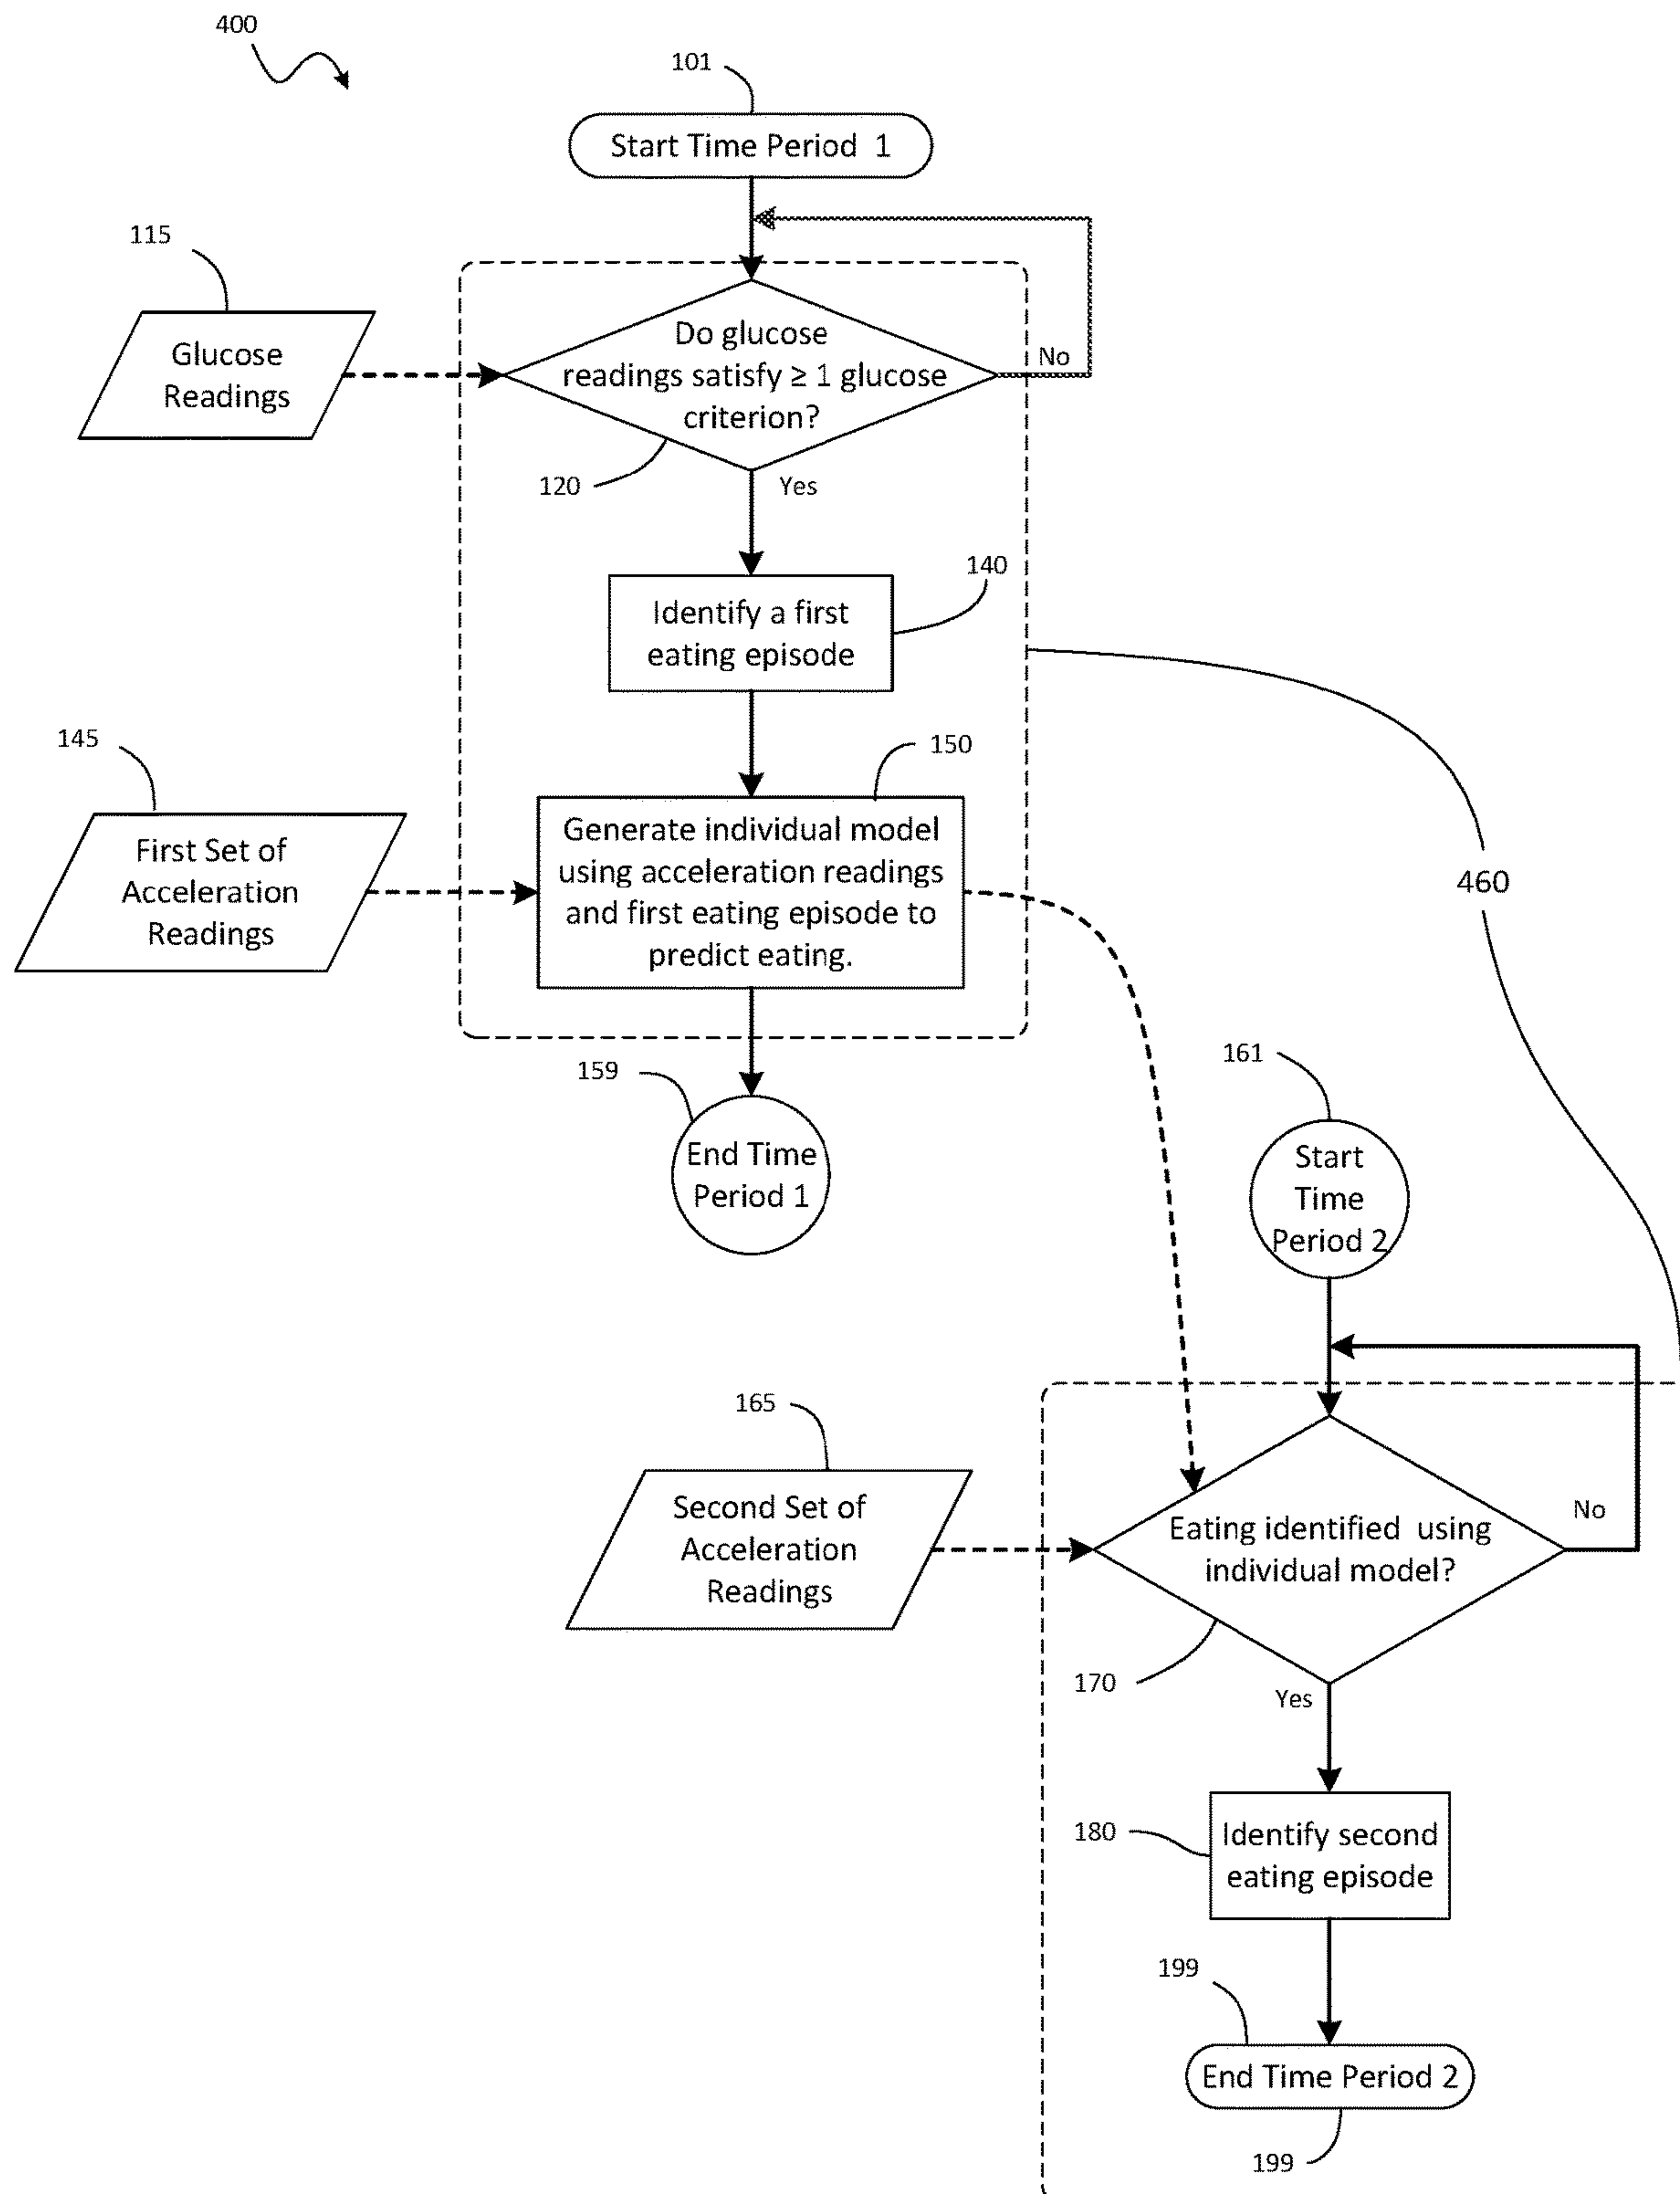 400
101
Start Time Period 1
115
Glucose
Readings
Do glucose
readings satisfy ≥ 1 glucose
criterion?
No
120
Yes
140
Identify a first
eating episode
145
150
First Set of
Acceleration
Readings
Generate individual model
using acceleration readings
and first eating episode to
predict eating.
460
159
End Time
Period 1
161
Start
Time
Period 2
165
Second Set of
Acceleration
Readings
Eating identified using
individual model?
No
170
Yes
180
Identify second
eating episode
199
End Time Period 2
199